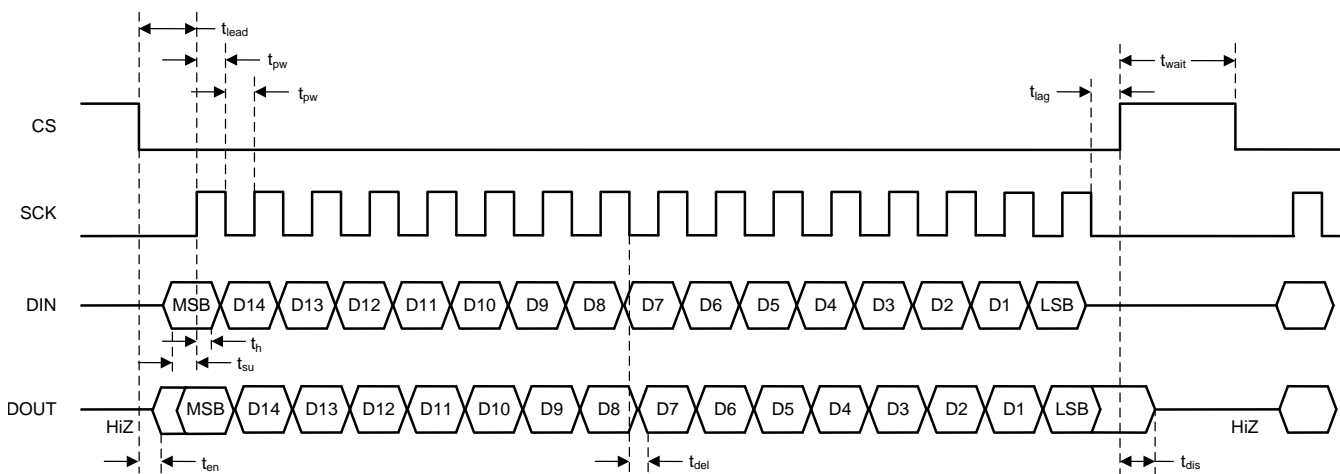 tlead
tpw
tpw
twait
tlag
CS
SCK
DIN
MSB D14 D13 D12 D11 D10 D9 D8 D7 D6 D5 D4 D3 D2 D1 LSB
th
tsu
DOUT
MSB D14 D13 D12 D11 D10 D9 D8 D7 D6 D5 D4 D3 D2 D1 LSB
HiZ
HiZ
ten
tdel
tdis